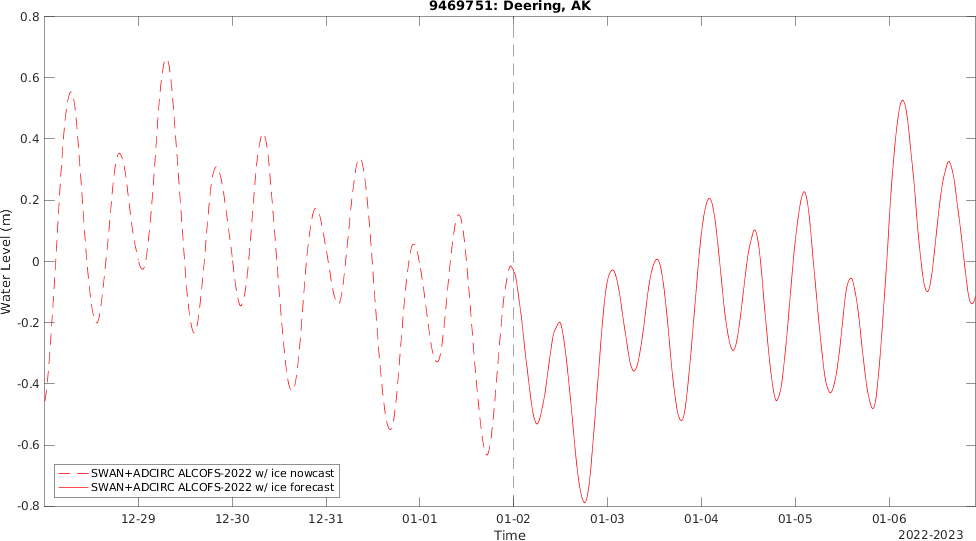 9469751: Deering, AK
Water Level (m)
0.8
0.6
0.4
0.2
0
-0.2
-0.4
-0.6
-0.8
SWAN+ADCIRC ALCOFS-2022 w/ ice nowcast
SWAN+ADCIRC ALCOFS-2022 w/ ice forecast
12-29 12-30 12-31 01-01 01-02 01-03 01-04 01-05 01-06
Time
2022-2023